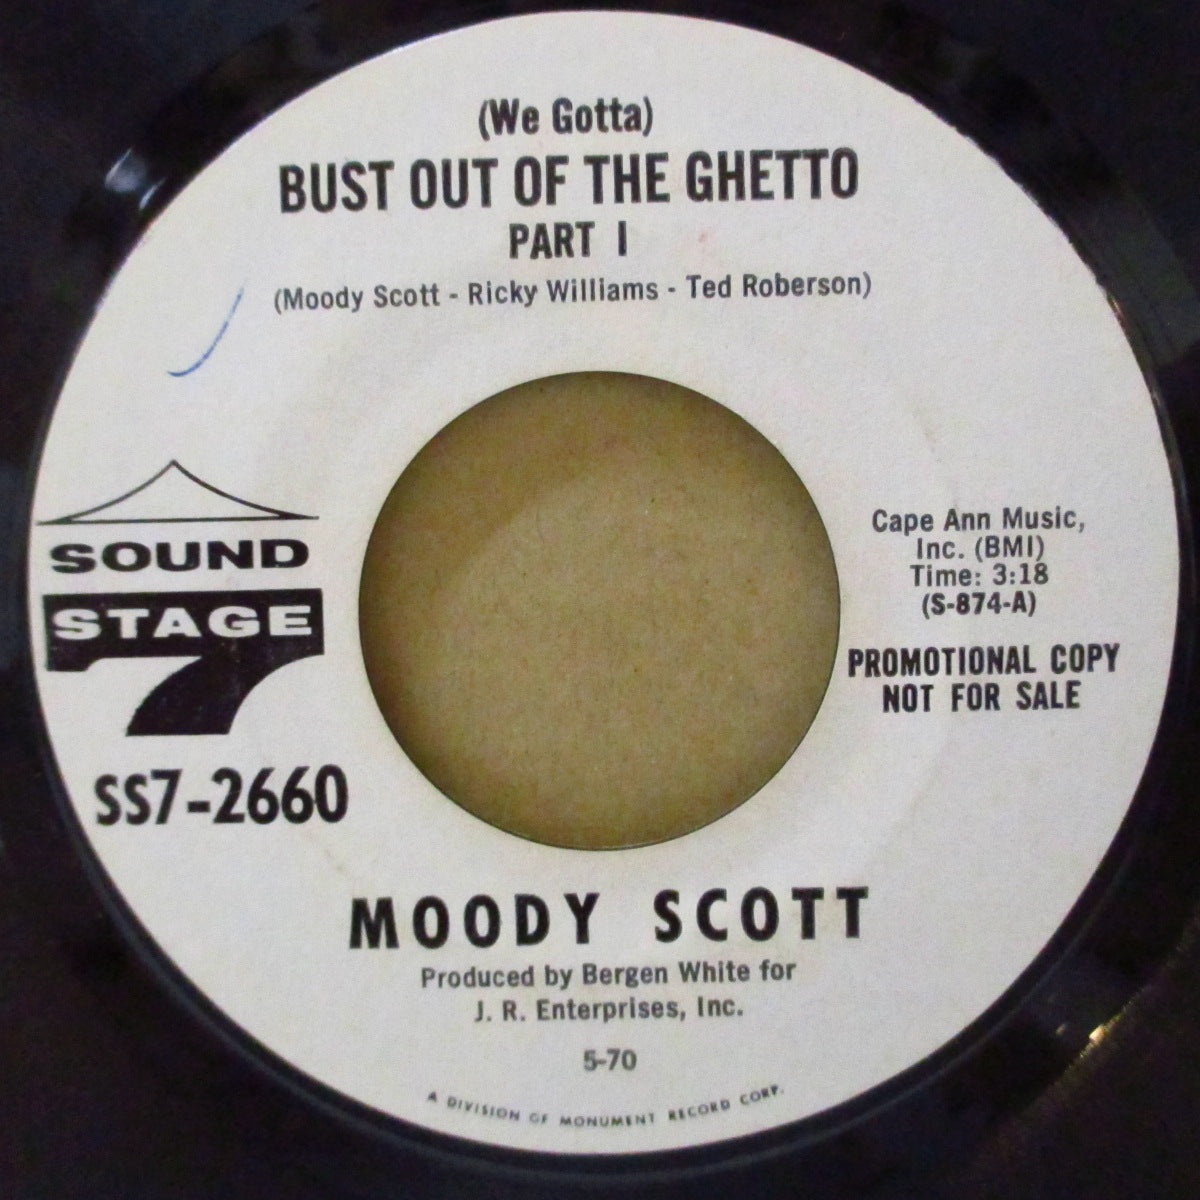 (We Gotta)
BUST OUT OF THE GHETTO
PART I
(Moody Scott - Ricky Williams - Ted Roberson)
SOUND
STAGE
7
SS7-2660
Cape Ann Music,
Inc. (BMI)
Time: 3:18
(S-874-A)
PROMOTIONAL COPY
NOT FOR SALE
MOODY SCOTT
Produced by Bergen White for
J. R. Enterprises, Inc.
5-70
A DIVISION OF MONUMENT RECORD CORP.